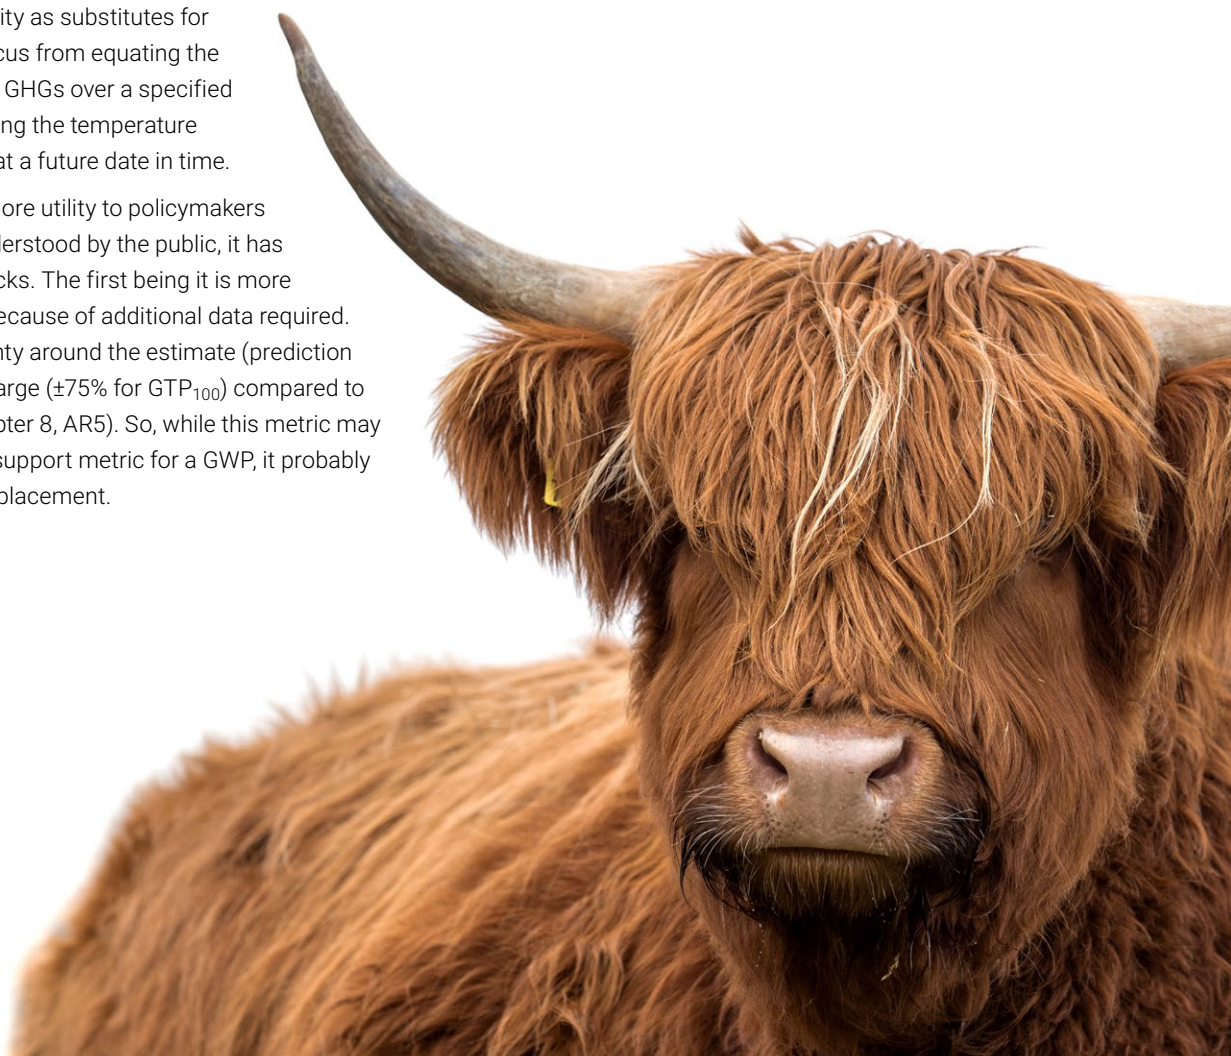 ity as substitutes for
cus from equating the
GHGs over a specified
ng the temperature
at a future date in time.
ore utility to policymakers
lerstood by the public, it has
cks. The first being it is more
ecause of additional data required.
nty around the estimate (prediction
arge (±75% for GTP₁₀₀) compared to
pter 8, AR5). So, while this metric may
support metric for a GWP, it probably
placement.